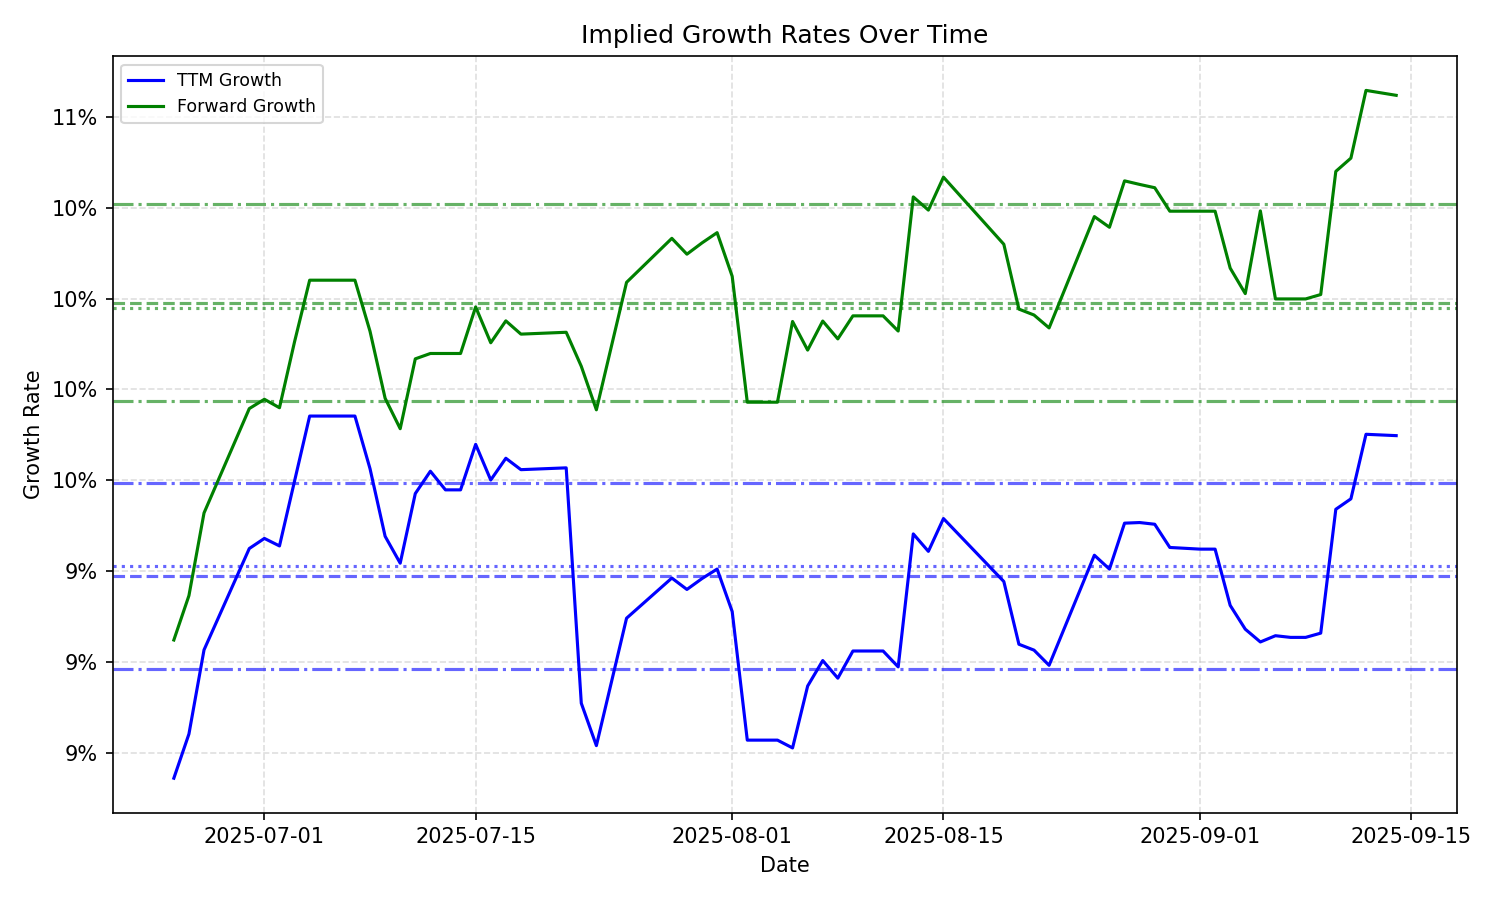 Implied Growth Rates Over Time
TTM Growth
Forward Growth
11%
10%
10%
10%
10%
9%
9%
9%
Growth Rate
2025-07-01
2025-07-15
2025-08-01
2025-08-15
2025-09-01
2025-09-15
Date